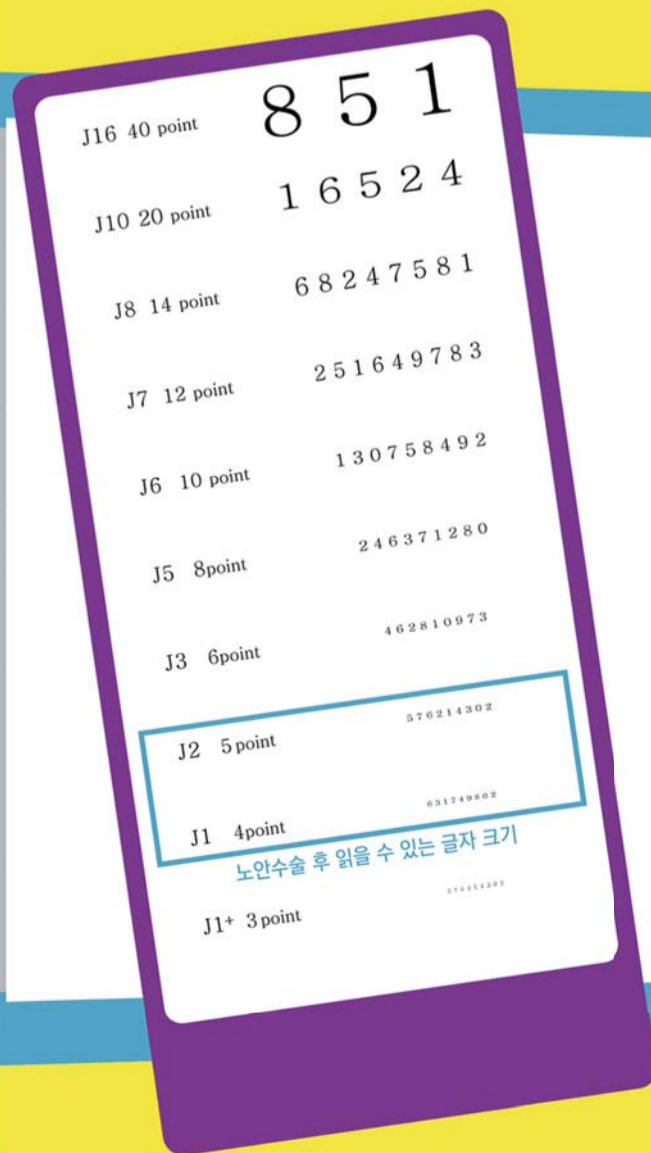 J16 40 point 8 5 1
J10 20 point 1 6 5 2 4
J8 14 point 6 8 2 4 7 5 8 1
J7 12 point 2 5 1 6 4 9 7 8 3
J6 10 point 1 3 0 7 5 8 4 9 2
J5 8point 2 4 6 3 7 1 2 8 0
J3 6point 4 6 2 8 1 0 9 7 3
J2 5point 5 7 6 2 1 4 3 0 2
J1 4point
노안수술 후 읽을 수 있는 글자 크기
J1+ 3point